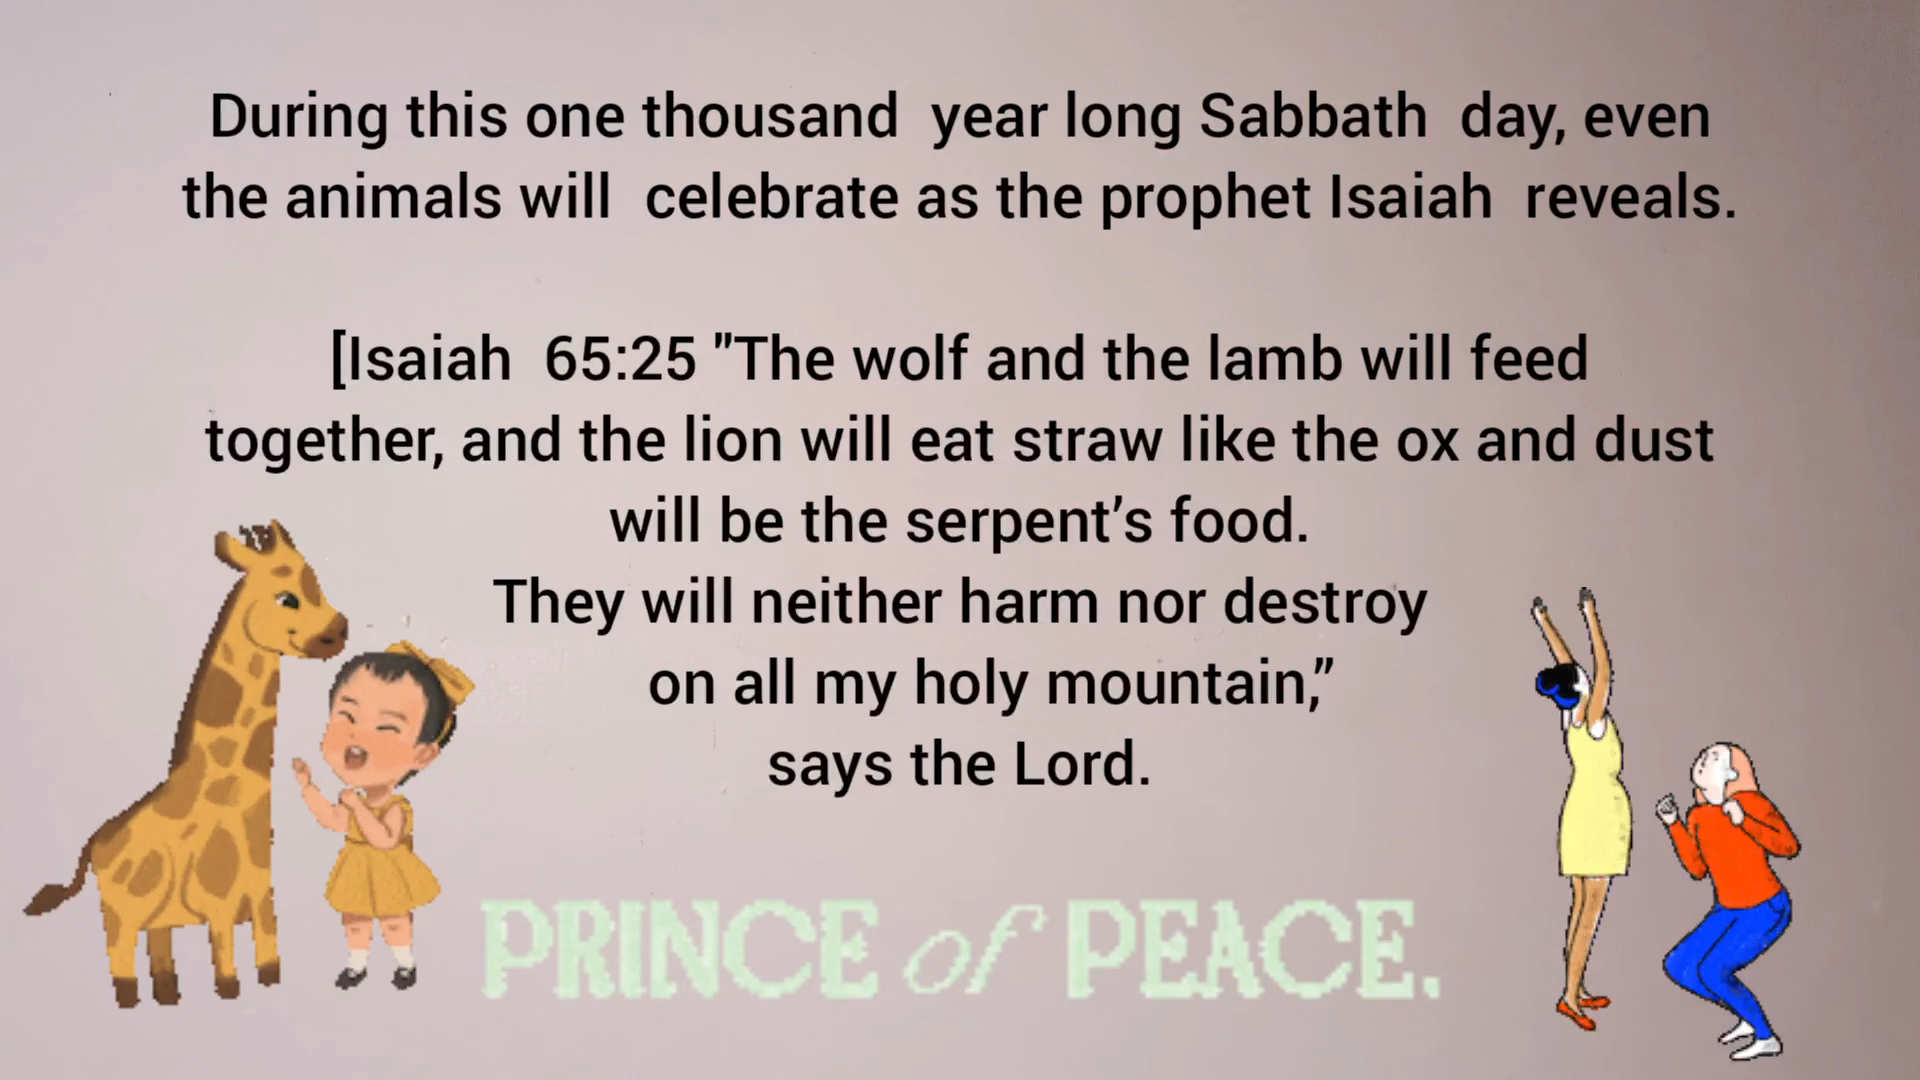 During this one thousand  year long Sabbath  day, even
the animals will  celebrate as the prophet Isaiah  reveals.
[Isaiah  65:25 "The wolf and the lamb will feed
together, and the lion will eat straw like the ox and dust
will be the serpent’s food.
They will neither harm nor destroy
on all my holy mountain,”
says the Lord.
PRINCE of PEACE.